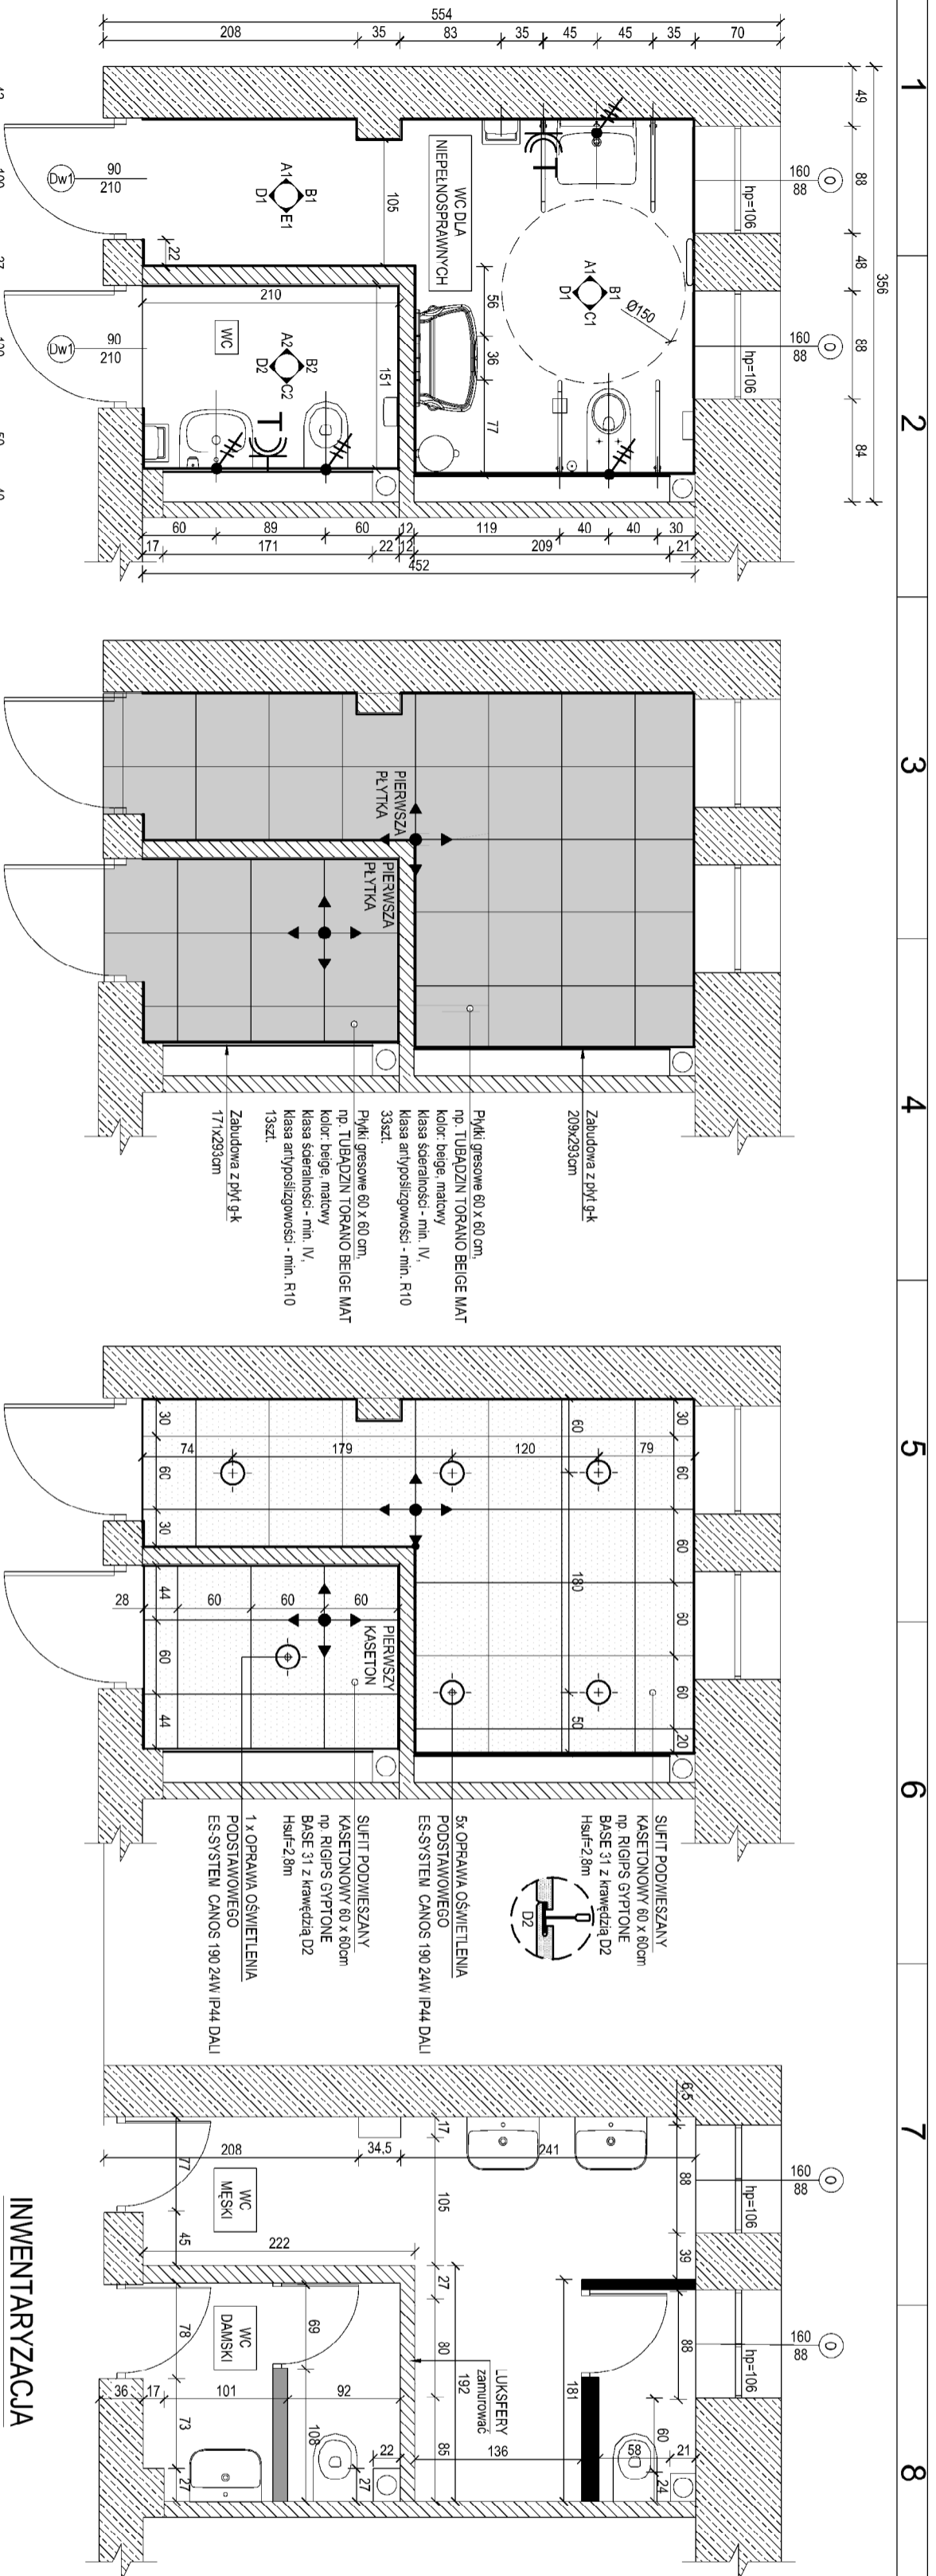 1
2
3
4
5
6
7
8
554
208
35
83
35
45
45
35
70
356
49
88
48
88
84
O
160
88
hp=106
O
160
88
hp=106
WC DLA
NIEPEŁNOSPRAWNYCH
A1
B1
C1
D1
Ø150
A1
B1
E1
D1
105
22
56
36
77
210
151
WC
A2
B2
C2
D2
Dw1
90
210
Dw1
90
210
60
89
60
12
119
40
40
30
17
171
22
12
209
21
452
PIERWSZA
PŁYTKA
PIERWSZA
PŁYTKA
Zabudowa z płyt g-k
209x293cm
Płytki gresowe 60 x 60 cm,
np. TUBĄDZIN TORANO BEIGE MAT
kolor: beige, matowy
klasa ścieralności - min. IV,
klasa antypoślizgowości - min. R10
33szt.
Płytki gresowe 60 x 60 cm,
np. TUBĄDZIN TORANO BEIGE MAT
kolor: beige, matowy
klasa ścieralności - min. IV,
klasa antypoślizgowości - min. R10
13szt.
Zabudowa z płyt g-k
171x293cm
30
60
60
60
60
20
60
180
50
74
179
120
79
30
60
30
44
60
44
28
60
60
60
PIERWSZY
KASETON
SUFIT PODWIESZANY
KASETONOWY 60 x 60cm
np. RIGIPS GYPTONE
BASE 31 z krawędzią D2
Hsuf=2,8m
D2
5x OPRAWA OŚWIETLENIA
PODSTAWOWEGO
ES-SYSTEM CANOS 190 24W IP44 DALI
SUFIT PODWIESZANY
KASETONOWY 60 x 60cm
np. RIGIPS GYPTONE
BASE 31 z krawędzią D2
Hsuf=2,8m
1 x OPRAWA OŚWIETLENIA
PODSTAWOWEGO
ES-SYSTEM CANOS 190 24W IP44 DALI
O
160
88
hp=106
O
160
88
hp=106
6,5
88
39
88
208
34,5
241
17
105
27
80
85
192
181
136
58
21
60
24
LUKSFERY
zamurować
WC
MĘSKI
WC
DAMSKI
77
45
78
73
27
222
69
108
36
17
101
92
22
27
INWENTARYZACJA